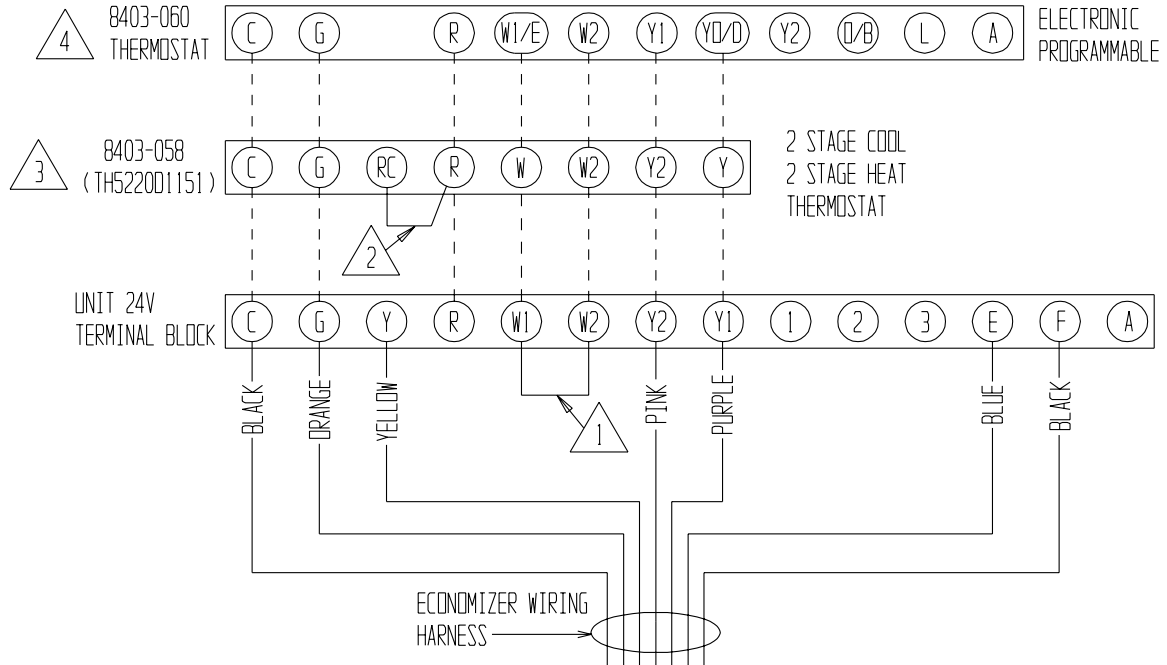 4
8403-060
THERMOSTAT
C G R W1/E W2 Y1 YO/D Y2 O/B L A
ELECTRONIC
PROGRAMMABLE
3
8403-058
(TH5220D1151)
C G RC R W W2 Y2 Y
2 STAGE COOL
2 STAGE HEAT
THERMOSTAT
2
UNIT 24V
TERMINAL BLOCK
C G Y R W1 W2 Y2 Y1 1 2 3 E F A
BLACK
ORANGE
YELLOW
1
PINK
PURPLE
BLUE
BLACK
ECONOMIZER WIRING
HARNESS